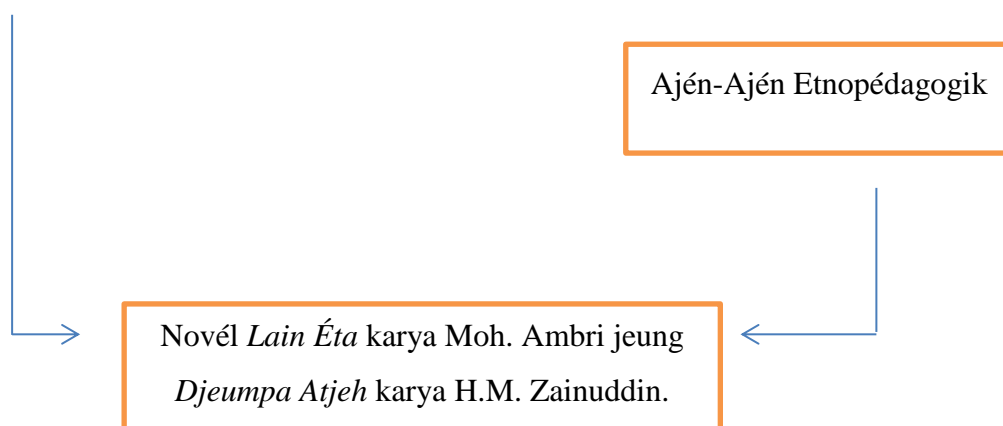 Ajén-Ajén Etnopédagogik
Novél Lain Éta karya Moh. Ambri jeung
Djeumpa Atjeh karya H.M. Zainuddin.